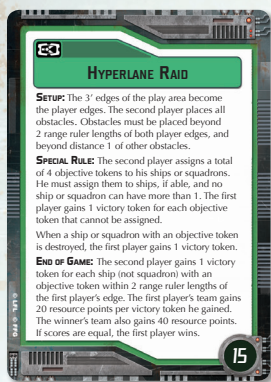 HYPERLANE RAID
SETUP: The 3' edges of the play area become
the player edges. The second player places all
obstacles. Obstacles must be placed beyond
2 range ruler lengths of both player edges, and
beyond distance 1 of other obstacles.
SPECIAL RULE: The second player assigns a total
of 4 objective tokens to his ships or squadrons.
He must assign them to ships, if able, and no
ship or squadron can have more than 1. The first
player gains 1 victory token for each objective
token that cannot be assigned.
When a ship or squadron with an objective token
is destroyed, the first player gains 1 victory token.
END OF GAME: The second player gains 1 victory
token for each ship (not squadron) with an
objective token within 2 range ruler lengths of
the first player's edge. The first player's team gains
20 resource points per victory token he gained.
The winner's team also gains 40 resource points.
If scores are equal, the first player wins.
© LFL © FFG
15